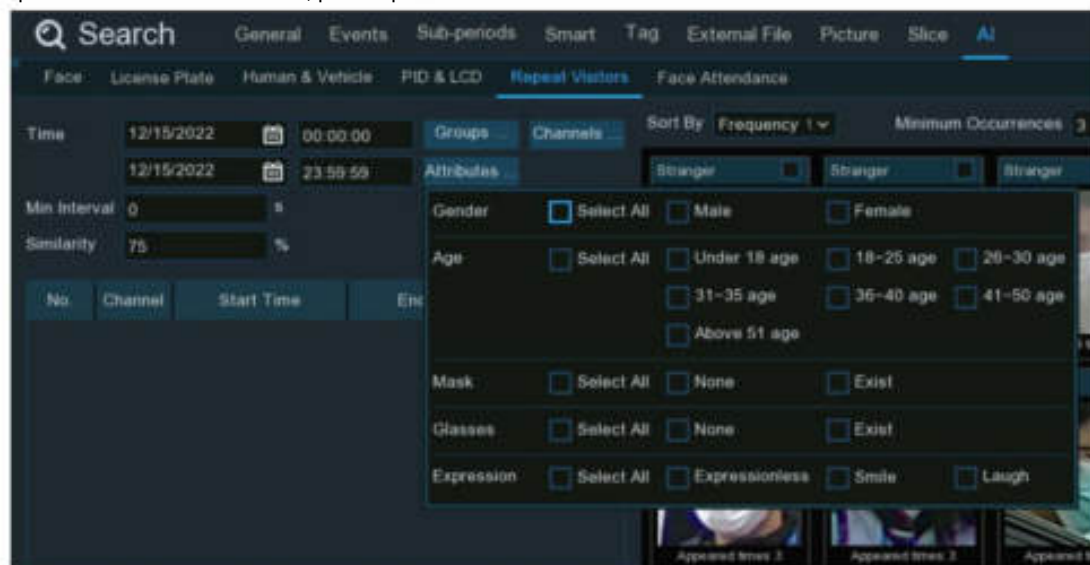 Search General Events Sub-periods Smart Tag External File Picture Slice AI
Face License Plate Human & Vehicle PID & LCD Repeat Visitors Face Attendance
Time 12/15/2022 00:00:00 Groups ... Channels ... Sort By Frequency Minimum Occurrences 3
12/15/2022 23:59:59 Attributes ... Stranger Stranger Stranger
Min Interval 0 s
Gender Select All Male Female
Similarity 75 %
Age Select All Under 18 age 18~25 age 26~30 age
31~35 age 36~40 age 41~50 age
No. Channel Start Time
Above 51 age
Mask Select All None Exist
Glasses Select All None Exist
Expression Select All Expressionless Smile Laugh
Appeared times 3 Appeared times 3 Appeared